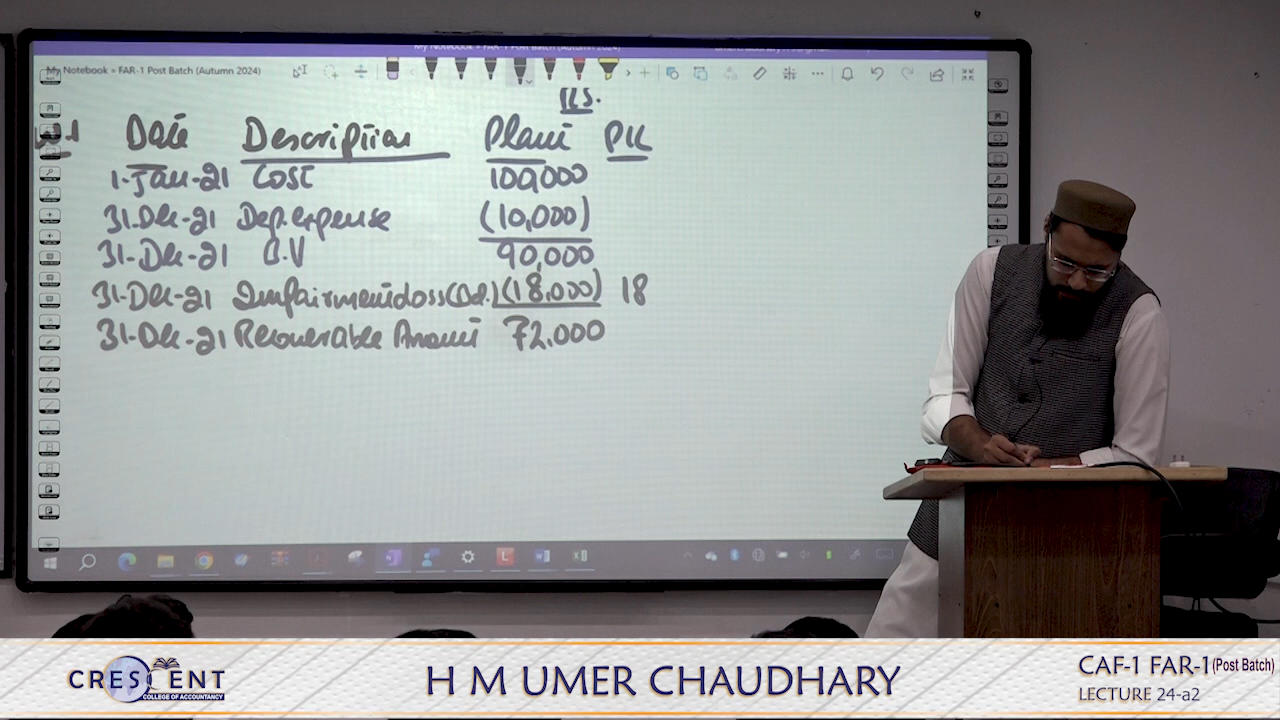 My Notebook » FAR-1 Post Batch (Autumn 2024)
Rs.
W-1 Date Description Plant P/L
1-Jan-21 Cost 100,000
31-Dec-21 Dep. expense (10,000)
31-Dec-21 B.V 90,000
31-Dec-21 Impairment loss (Bal.) (18,000) 18
31-Dec-21 Recoverable Amount 72,000
CRESCENT
COLLEGE OF ACCOUNTANCY
H M UMER CHAUDHARY
CAF-1 FAR-1 (Post Batch)
LECTURE 24-a2